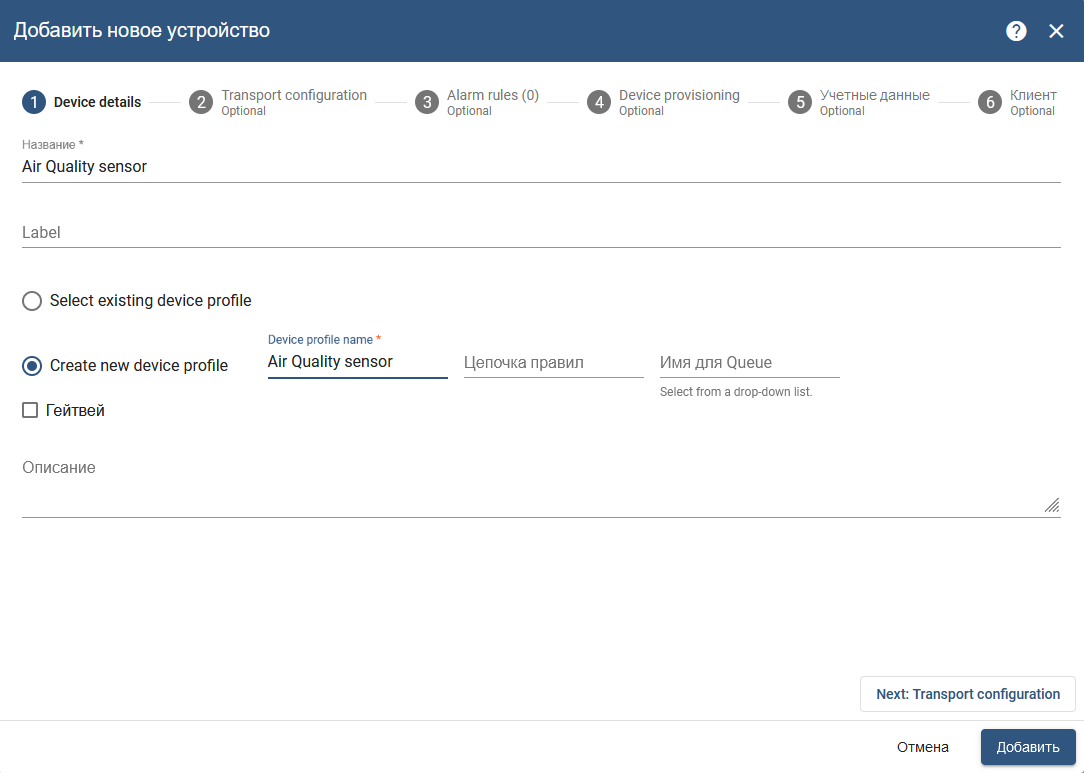 Добавить новое устройство
?
1 Device details
2 Transport configuration
Optional
3 Alarm rules (0)
Optional
4 Device provisioning
Optional
5 Учетные данные
Optional
6 Клиент
Optional
Название *
Air Quality sensor
Label
Select existing device profile
Create new device profile
Device profile name *
Air Quality sensor
Цепочка правил
Имя для Queue
Select from a drop-down list.
Гейтвей
Описание
Next: Transport configuration
Отмена
Добавить